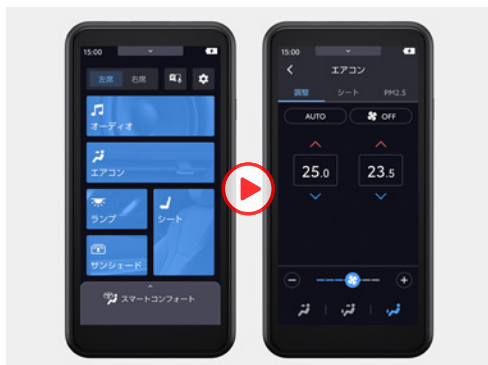 15:00
左席 右席
オーディオ
エアコン
ランプ
シート
サンシェード
スマートコンフォート
15:00
エアコン
調整 シート PM2.5
AUTO OFF
25.0 23.5